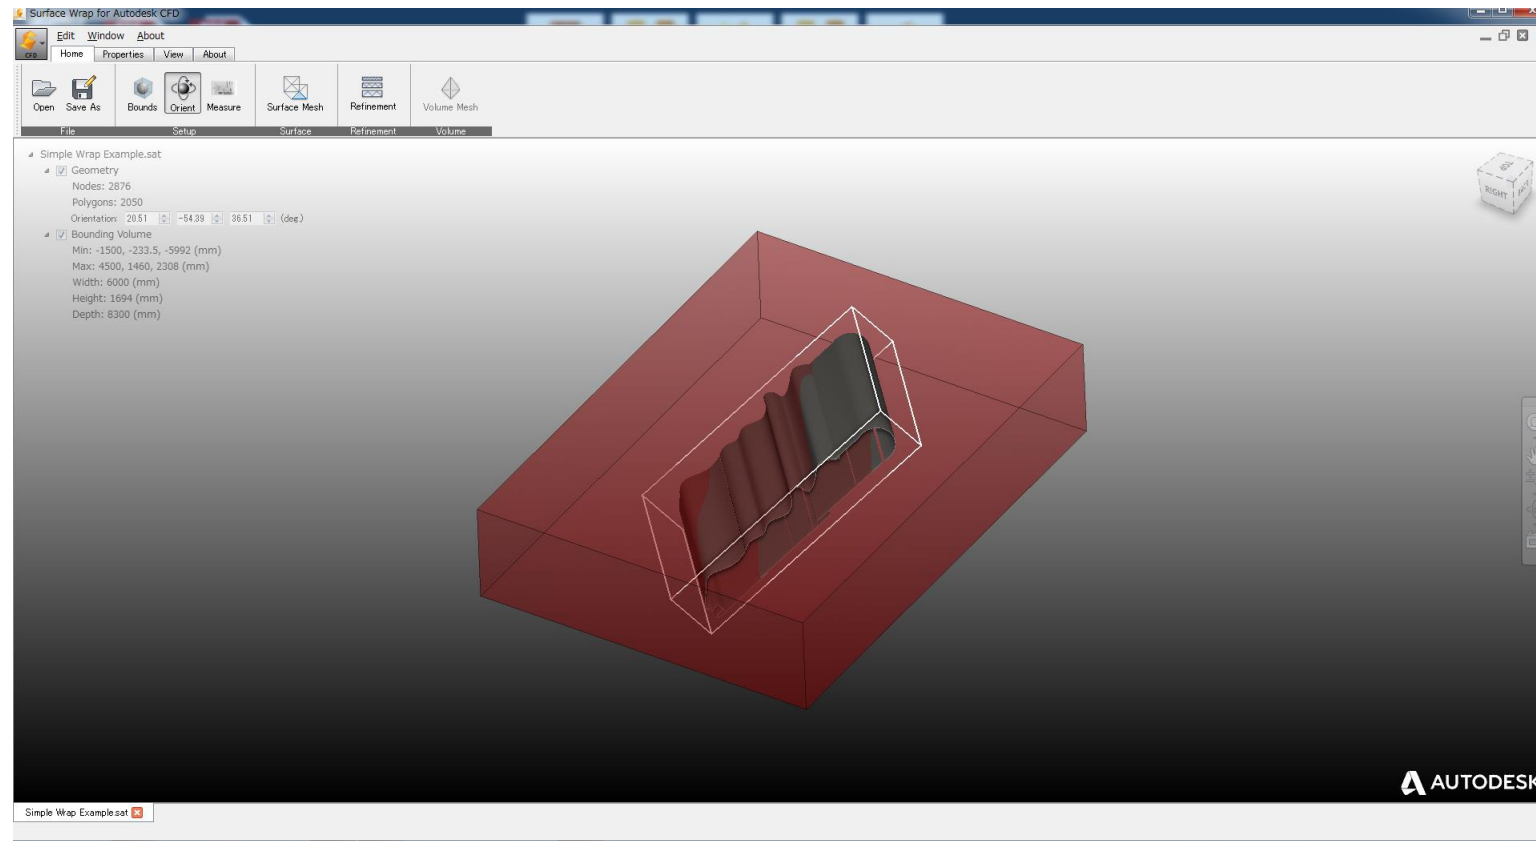 Surface Wrap for Autodesk CFD
Edit Window About
CFD
Home Properties View About
Open Save As Bounds Orient Measure Surface Mesh Refinement Volume Mesh
File Setup Surface Refinement Volume
Simple Wrap Example.sat
Geometry
Nodes: 2876
Polygons: 2050
Orientation: 20.51 -54.39 36.51 (deg.)
Bounding Volume
Min: -1500, -233.5, -5992 (mm)
Max: 4500, 1460, 2308 (mm)
Width: 6000 (mm)
Height: 1694 (mm)
Depth: 8300 (mm)
TOP
RIGHT
AUTODESK
Simple Wrap Example.sat